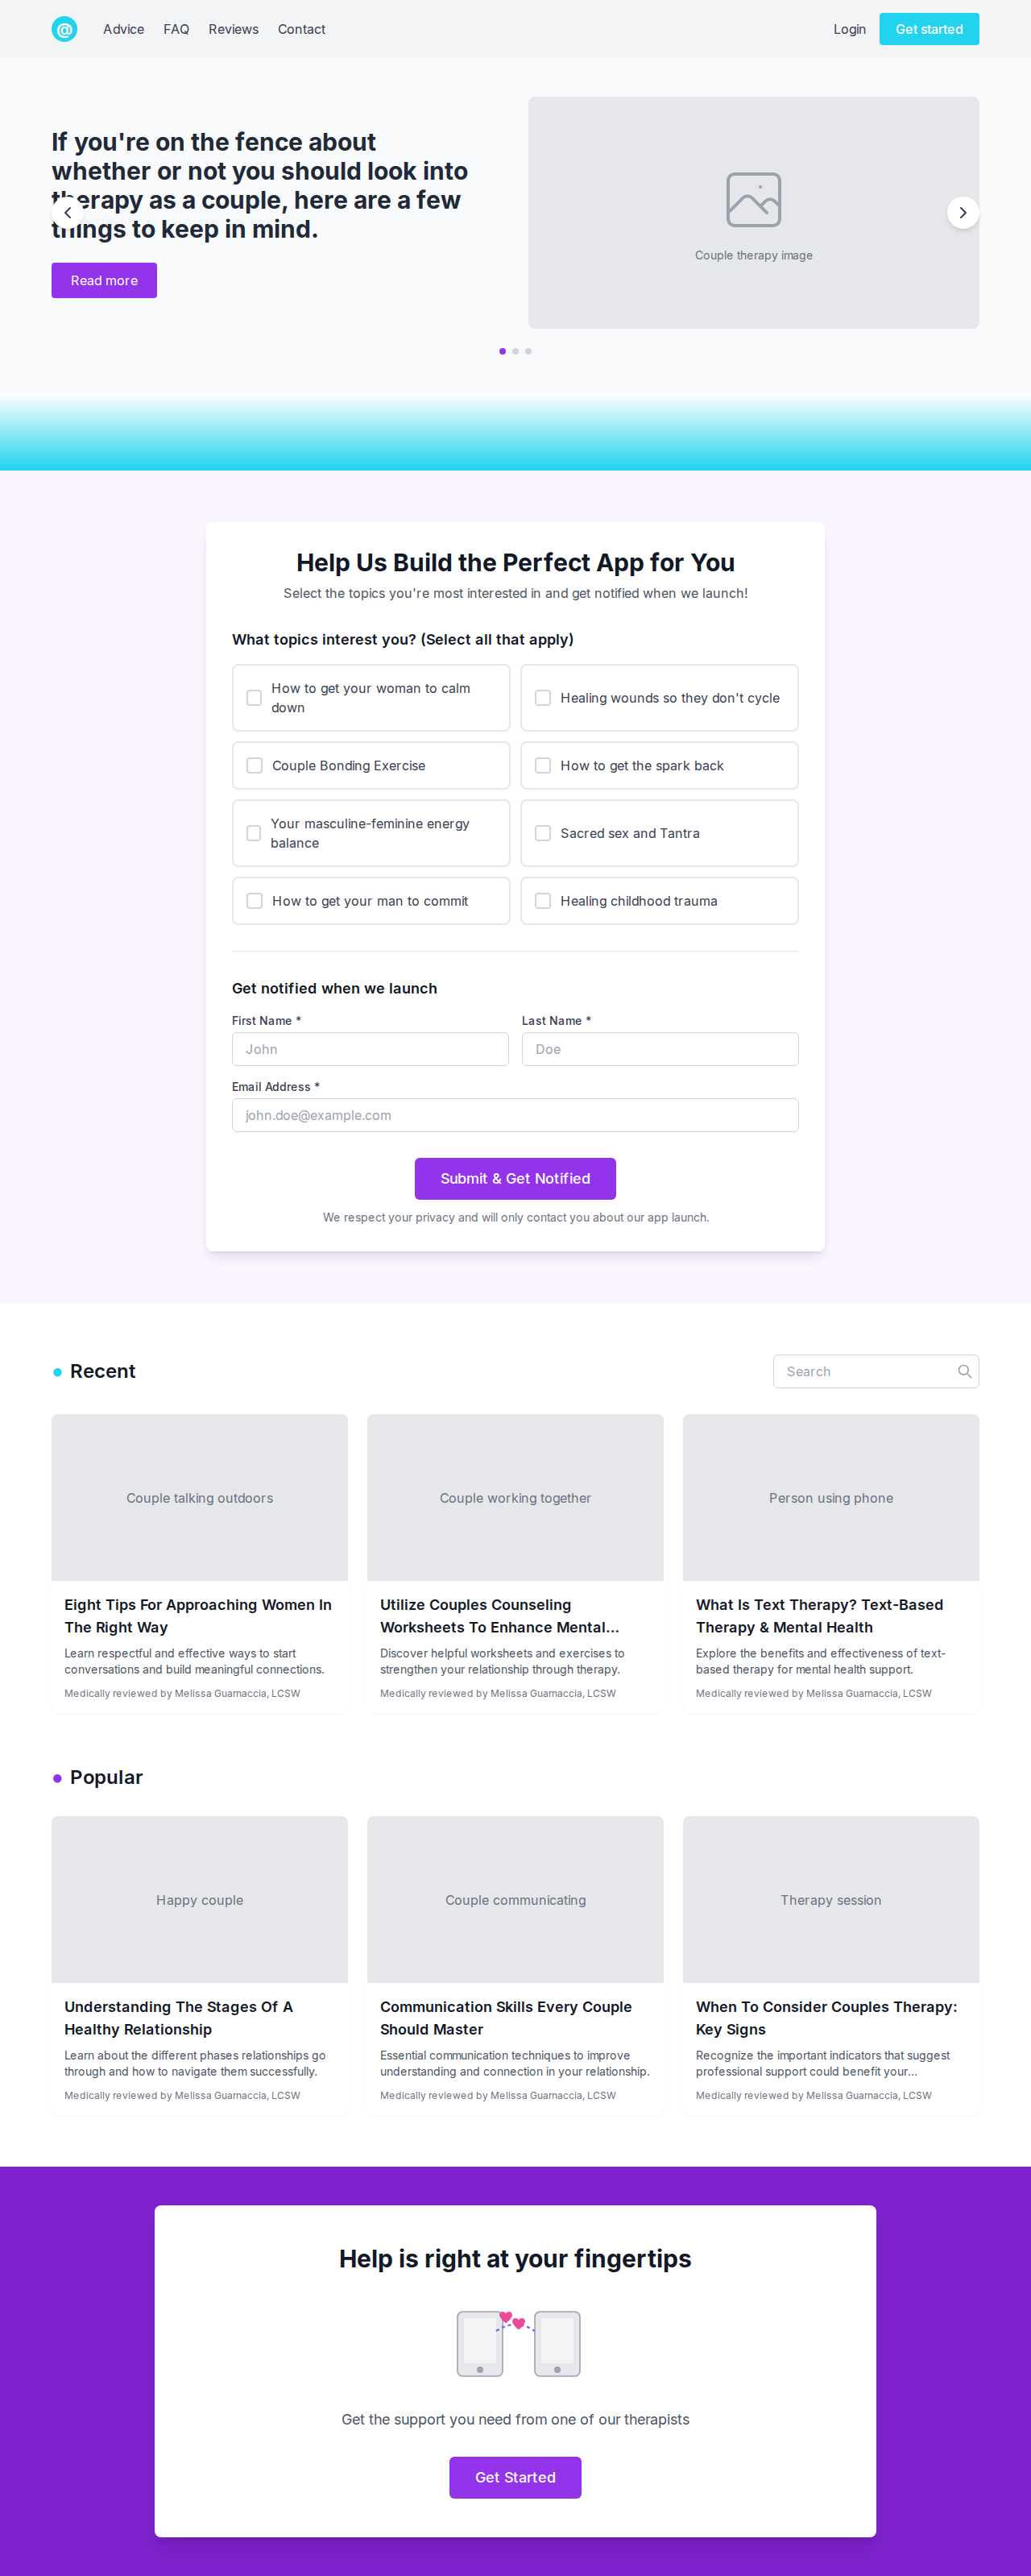 @ Advice FAQ Reviews Contact Login Get started
If you're on the fence about
whether or not you should look into
therapy as a couple, here are a few
things to keep in mind.
Read more
Couple therapy image
Help Us Build the Perfect App for You
Select the topics you're most interested in and get notified when we launch!
What topics interest you? (Select all that apply)
How to get your woman to calm
down
Healing wounds so they don't cycle
Couple Bonding Exercise
How to get the spark back
Your masculine-feminine energy
balance
Sacred sex and Tantra
How to get your man to commit
Healing childhood trauma
Get notified when we launch
First Name *
Last Name *
John
Doe
Email Address *
john.doe@example.com
Submit & Get Notified
We respect your privacy and will only contact you about our app launch.
Recent
Search
Couple talking outdoors
Couple working together
Person using phone
Eight Tips For Approaching Women In
The Right Way
Learn respectful and effective ways to start
conversations and build meaningful connections.
Medically reviewed by Melissa Guarnaccia, LCSW
Utilize Couples Counseling
Worksheets To Enhance Mental...
Discover helpful worksheets and exercises to
strengthen your relationship through therapy.
Medically reviewed by Melissa Guarnaccia, LCSW
What Is Text Therapy? Text-Based
Therapy & Mental Health
Explore the benefits and effectiveness of text-
based therapy for mental health support.
Medically reviewed by Melissa Guarnaccia, LCSW
Popular
Happy couple
Couple communicating
Therapy session
Understanding The Stages Of A
Healthy Relationship
Learn about the different phases relationships go
through and how to navigate them successfully.
Medically reviewed by Melissa Guarnaccia, LCSW
Communication Skills Every Couple
Should Master
Essential communication techniques to improve
understanding and connection in your relationship.
Medically reviewed by Melissa Guarnaccia, LCSW
When To Consider Couples Therapy:
Key Signs
Recognize the important indicators that suggest
professional support could benefit your...
Medically reviewed by Melissa Guarnaccia, LCSW
Help is right at your fingertips
Get the support you need from one of our therapists
Get Started